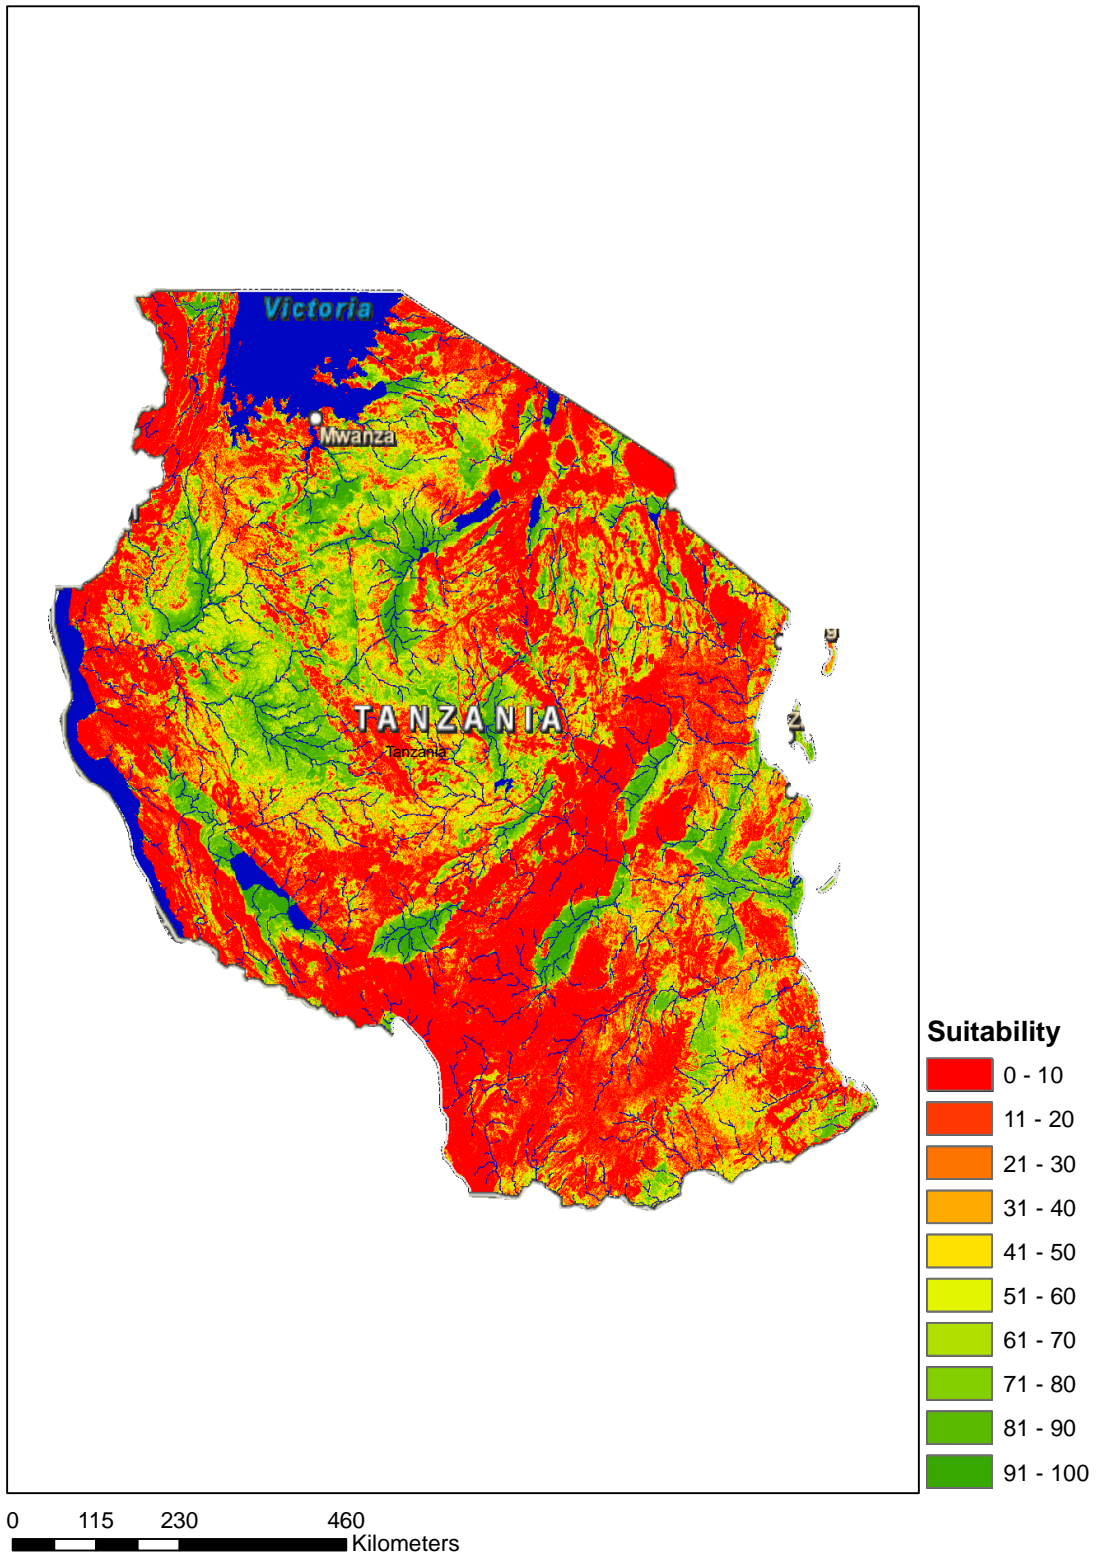 Victoria
Mwanza
TANZANIA
Tanzania
Suitability
0 - 10
11 - 20
21 - 30
31 - 40
41 - 50
51 - 60
61 - 70
71 - 80
81 - 90
91 - 100
0 115 230 460
Kilometers